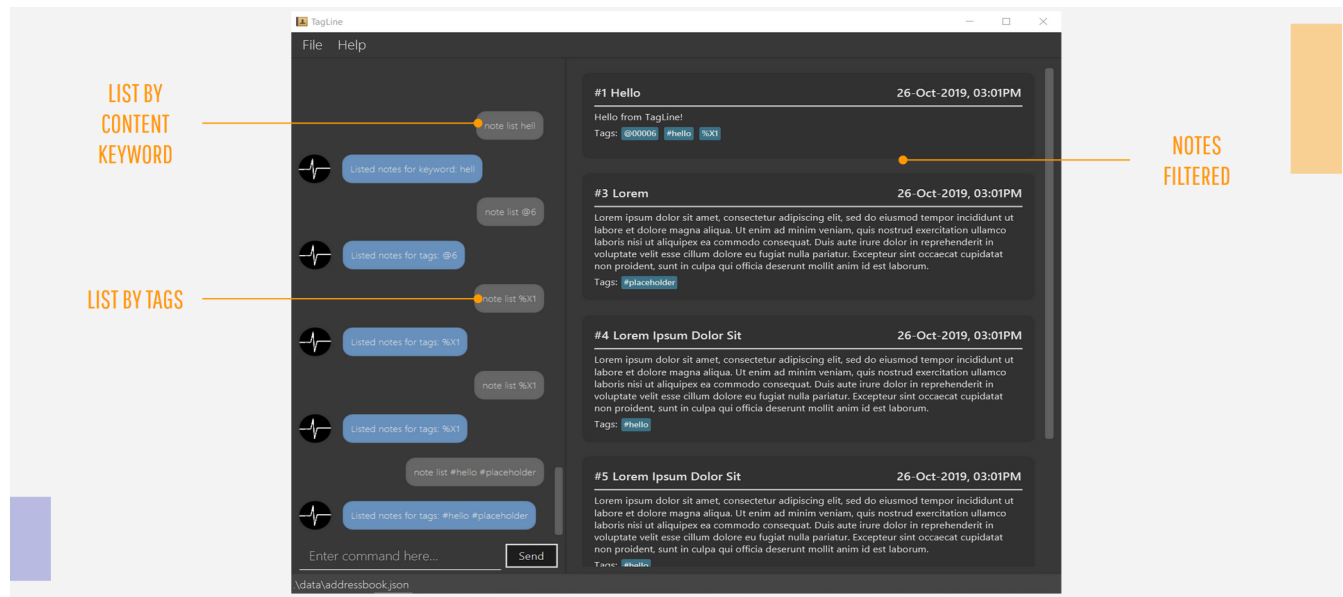 TagLine
File Help
LIST BY
CONTENT
KEYWORD
note list hell
Listed notes for keyword: hell
note list @6
Listed notes for tags: @6
LIST BY TAGS
note list %X1
Listed notes for tags: %X1
note list %X1
Listed notes for tags: %X1
note list #hello #placeholder
Listed notes for tags: #hello #placeholder
Enter command here... Send
\data\addressbook.json
#1 Hello 26-Oct-2019, 03:01PM
Hello from TagLine!
Tags: @00006 #hello %X1
NOTES
FILTERED
#3 Lorem 26-Oct-2019, 03:01PM
Lorem ipsum dolor sit amet, consectetur adipiscing elit, sed do eiusmod tempor incididunt ut
labore et dolore magna aliqua. Ut enim ad minim veniam, quis nostrud exercitation ullamco
laboris nisi ut aliquipex ea commodo consequat. Duis aute irure dolor in reprehenderit in
voluptate velit esse cillum dolore eu fugiat nulla pariatur. Excepteur sint occaecat cupidatat
non proident, sunt in culpa qui officia deserunt mollit anim id est laborum.
Tags: #placeholder
#4 Lorem Ipsum Dolor Sit 26-Oct-2019, 03:01PM
Lorem ipsum dolor sit amet, consectetur adipiscing elit, sed do eiusmod tempor incididunt ut
labore et dolore magna aliqua. Ut enim ad minim veniam, quis nostrud exercitation ullamco
laboris nisi ut aliquipex ea commodo consequat. Duis aute irure dolor in reprehenderit in
voluptate velit esse cillum dolore eu fugiat nulla pariatur. Excepteur sint occaecat cupidatat
non proident, sunt in culpa qui officia deserunt mollit anim id est laborum.
Tags: #hello
#5 Lorem Ipsum Dolor Sit 26-Oct-2019, 03:01PM
Lorem ipsum dolor sit amet, consectetur adipiscing elit, sed do eiusmod tempor incididunt ut
labore et dolore magna aliqua. Ut enim ad minim veniam, quis nostrud exercitation ullamco
laboris nisi ut aliquipex ea commodo consequat. Duis aute irure dolor in reprehenderit in
voluptate velit esse cillum dolore eu fugiat nulla pariatur. Excepteur sint occaecat cupidatat
non proident, sunt in culpa qui officia deserunt mollit anim id est laborum.
Tags: #hello